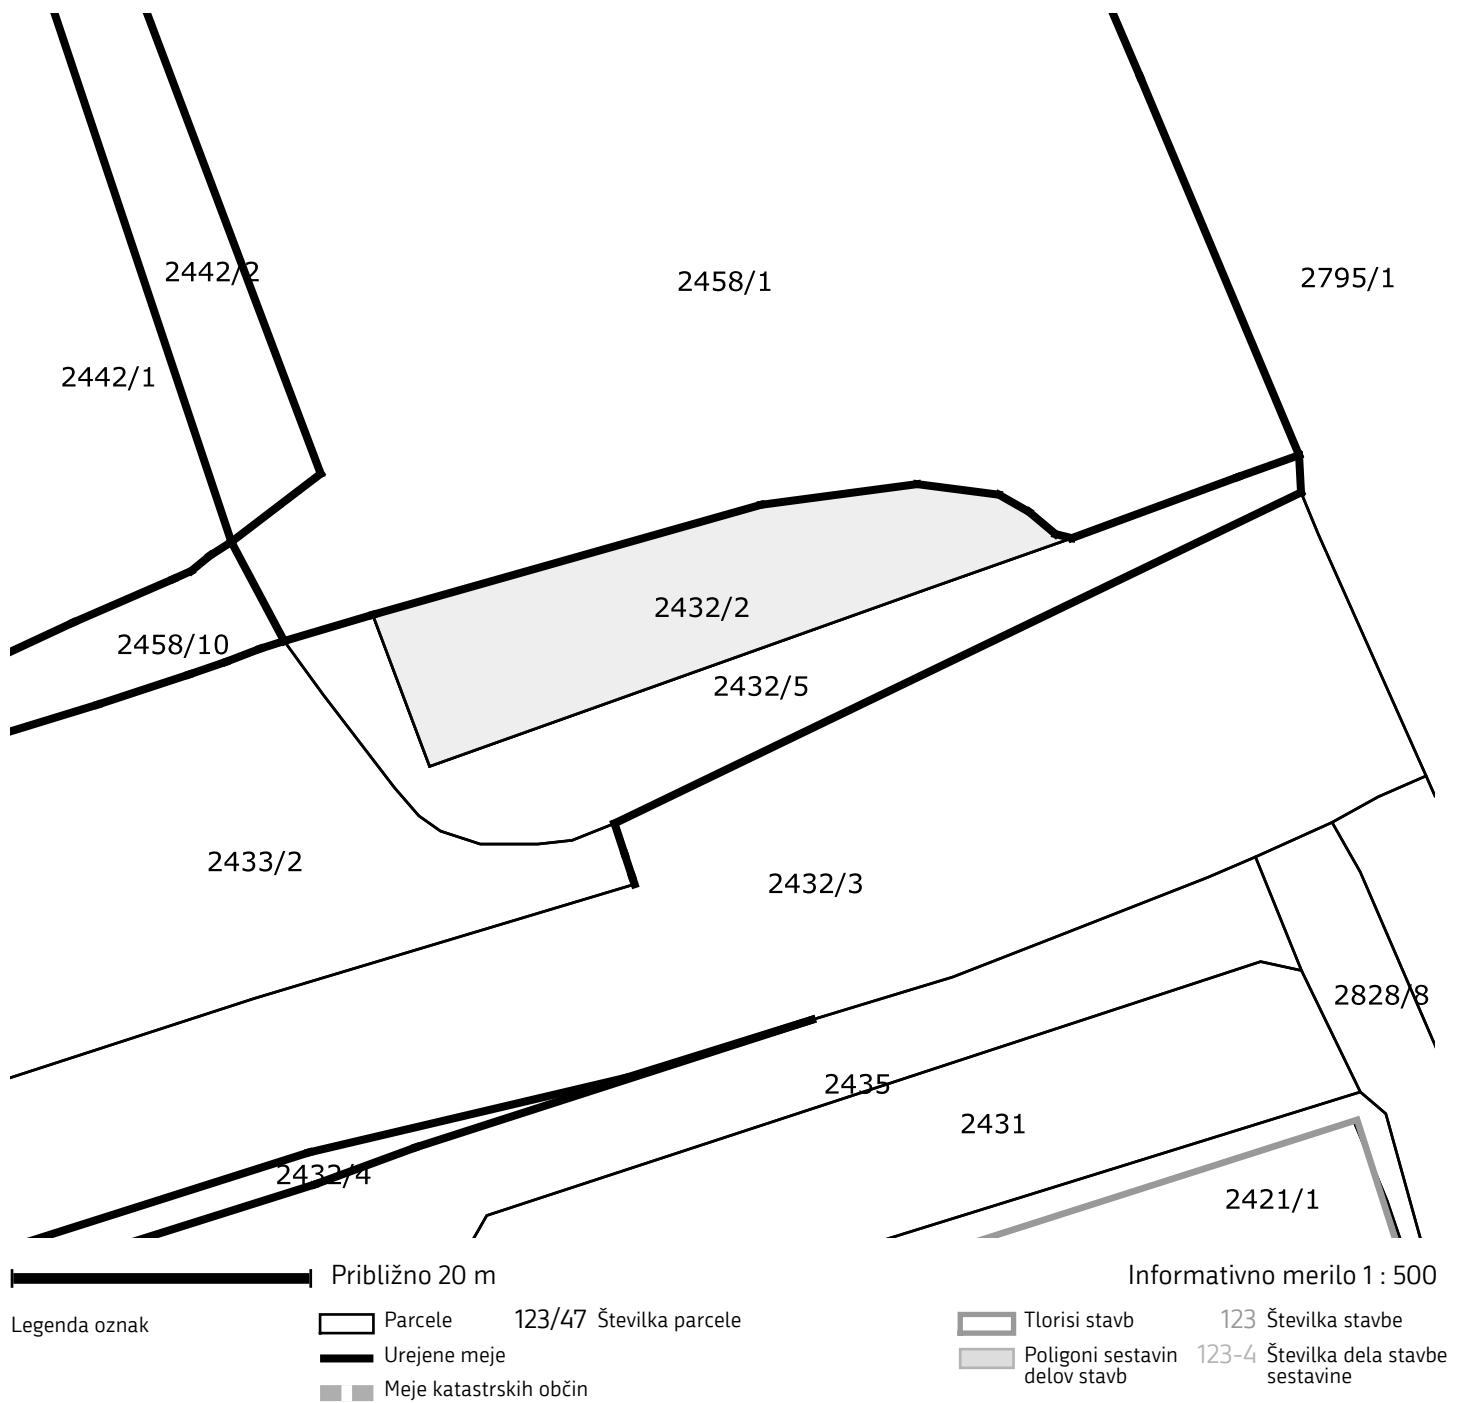 2442/2
2458/1
2795/1
2442/1
2432/2
2458/10
2432/5
2433/2
2432/3
2828/8
2435
2431
2432/4
2421/1
Približno 20 m
Informativno merilo 1 : 500
Legenda oznak
Parcele
123/47 Številka parcele
Urejene meje
Meje katastrskih občin
Tlorisi stavb
123 Številka stavbe
Poligoni sestavin
delov stavb
123-4 Številka dela stavbe
sestavine